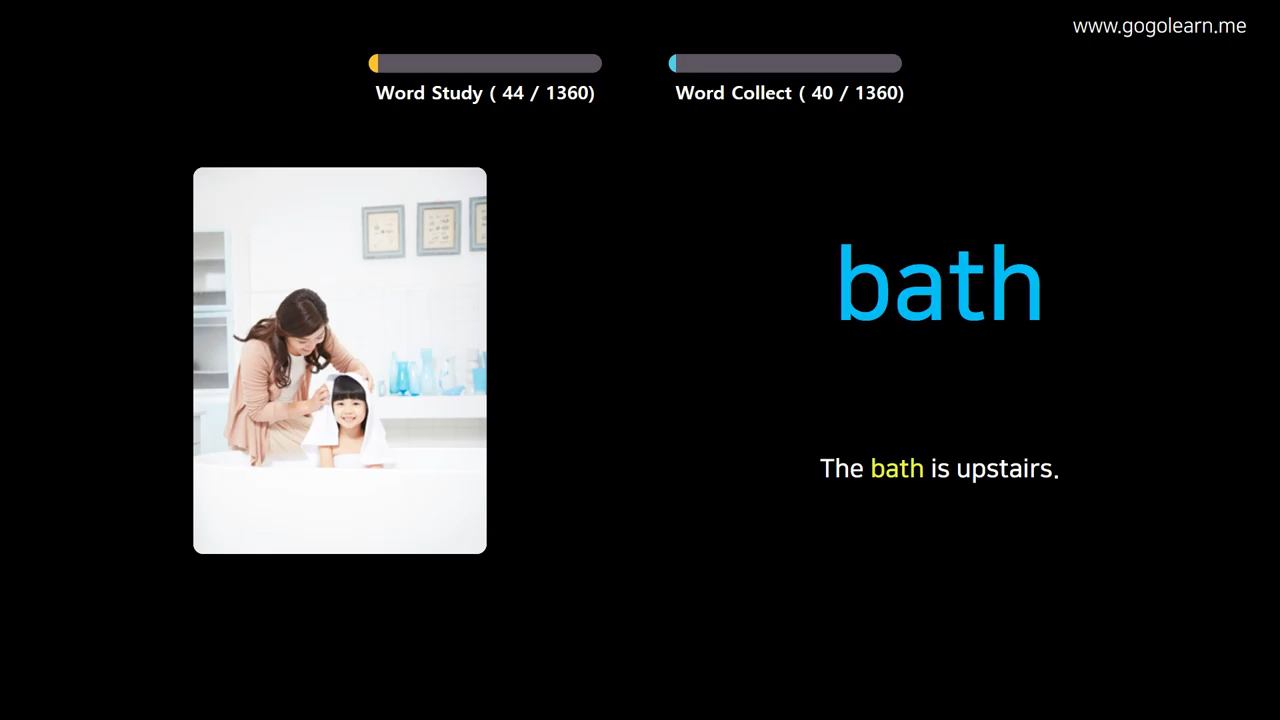 www.gogolearn.me
Word Study ( 44 / 1360)
Word Collect ( 40 / 1360)
bath
The bath is upstairs.